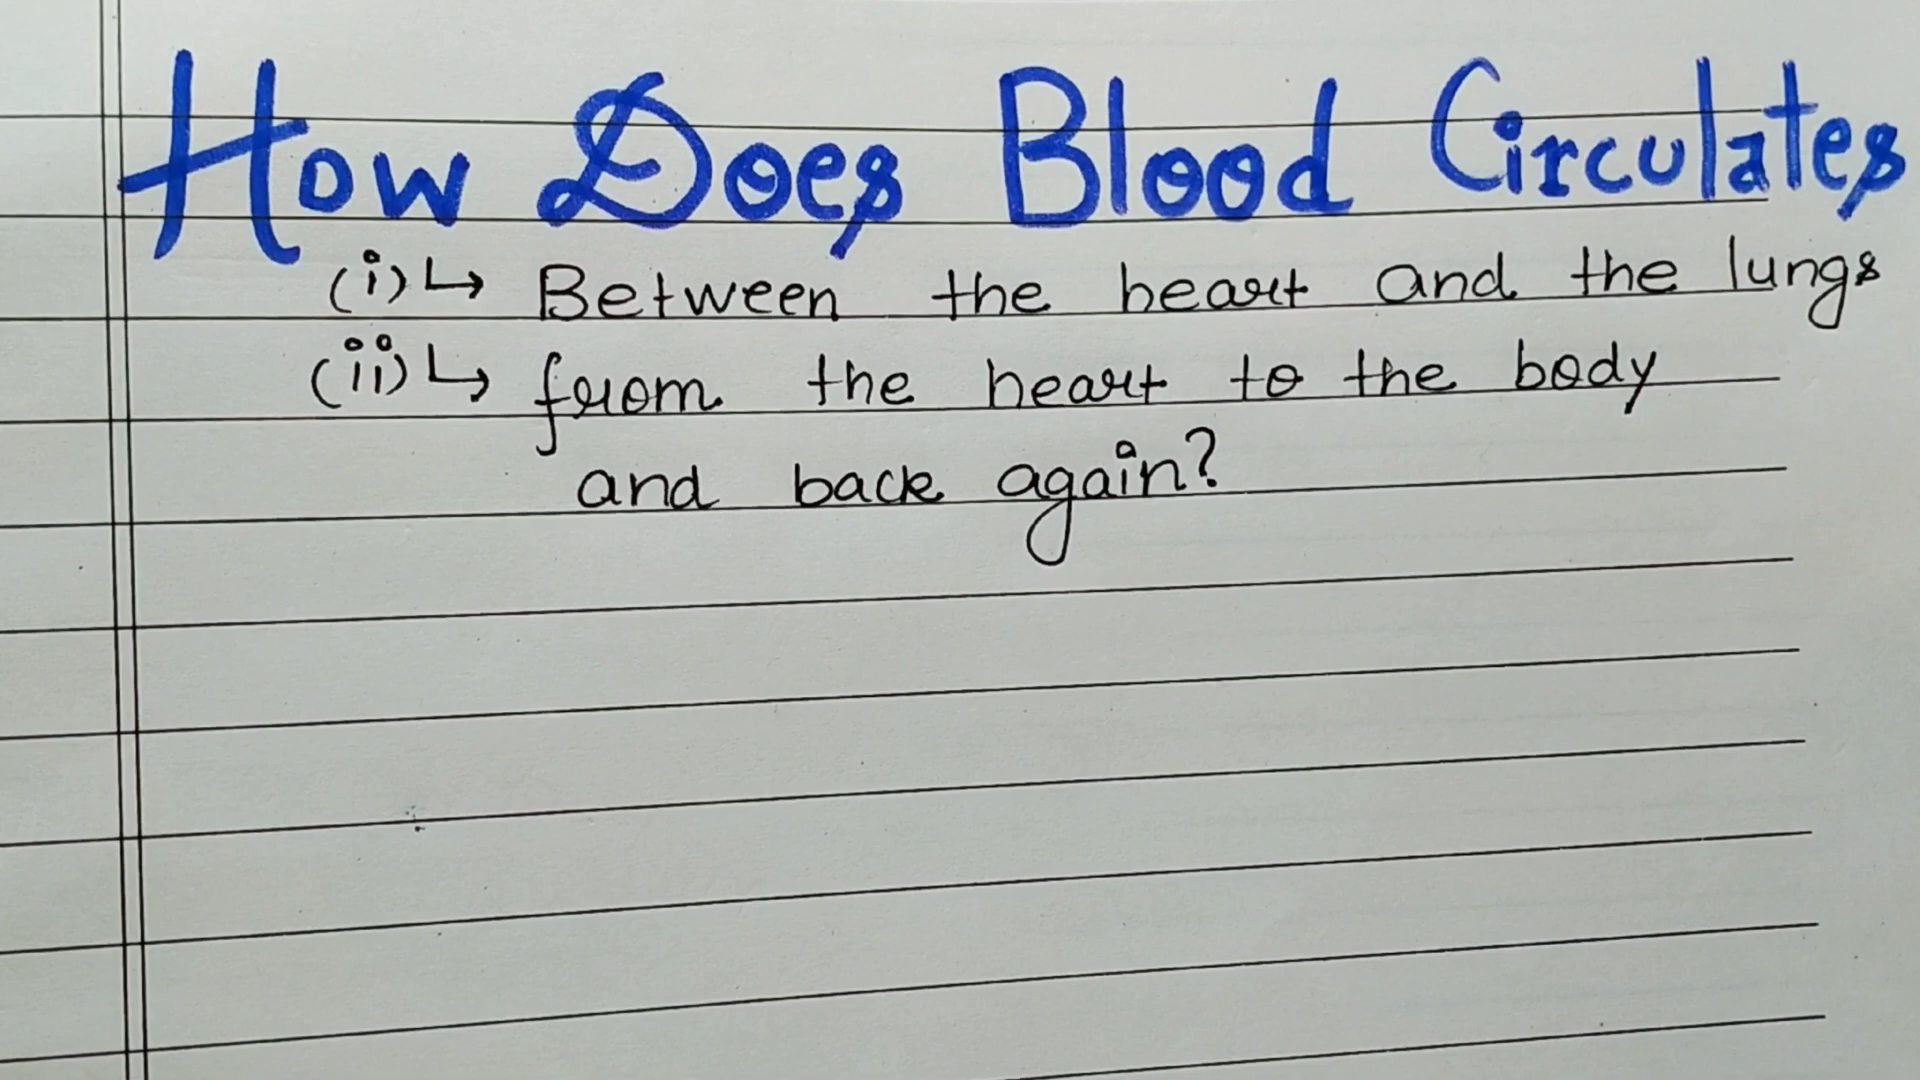 How Does Blood Circulates
(i) ↳ Between the heart and the lungs
(ii) ↳ from the heart to the body
and back again?